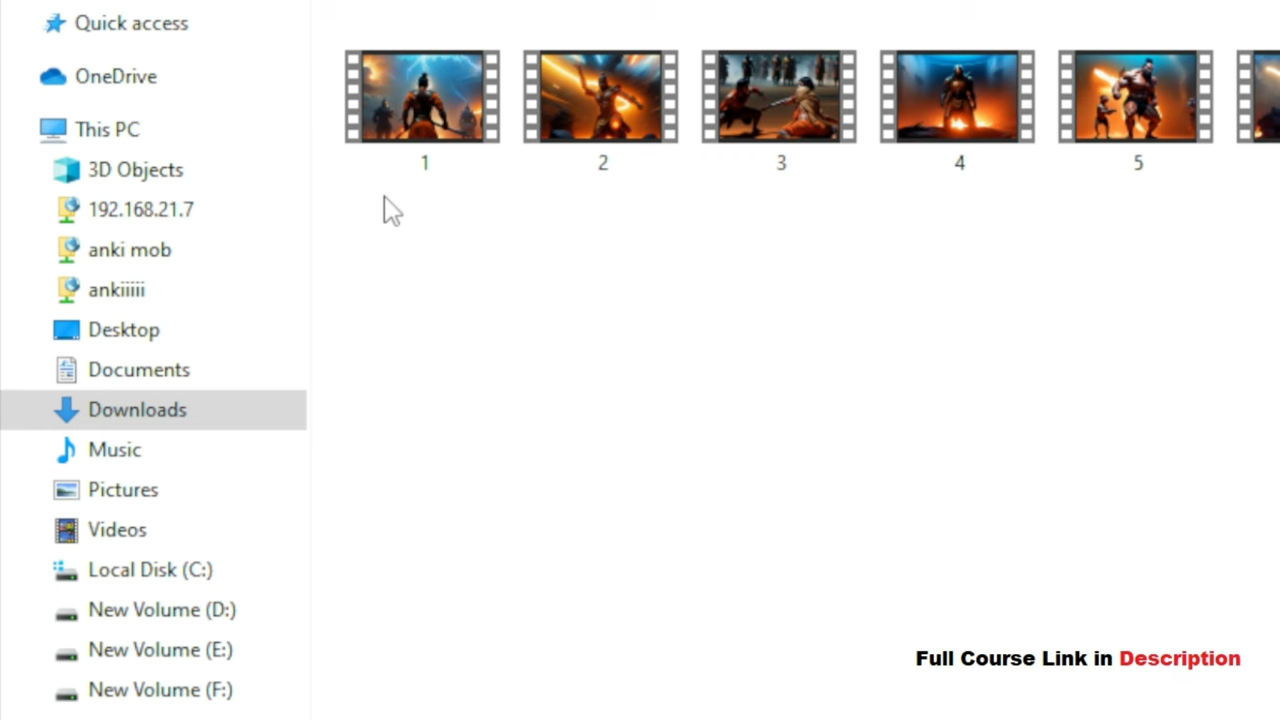 Quick access
OneDrive
This PC
3D Objects
192.168.21.7
anki mob
ankiiiii
Desktop
Documents
Downloads
Music
Pictures
Videos
Local Disk (C:)
New Volume (D:)
New Volume (E:)
New Volume (F:)
1
2
3
4
5
Full Course Link in Description